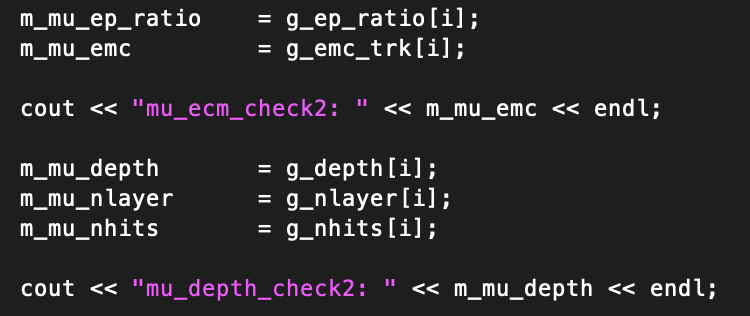 m_mu_ep_ratio    = g_ep_ratio[i];
m_mu_emc         = g_emc_trk[i];
cout << "mu_ecm_check2: " << m_mu_emc << endl;
m_mu_depth       = g_depth[i];
m_mu_nlayer      = g_nlayer[i];
m_mu_nhits       = g_nhits[i];
cout << "mu_depth_check2: " << m_mu_depth << endl;